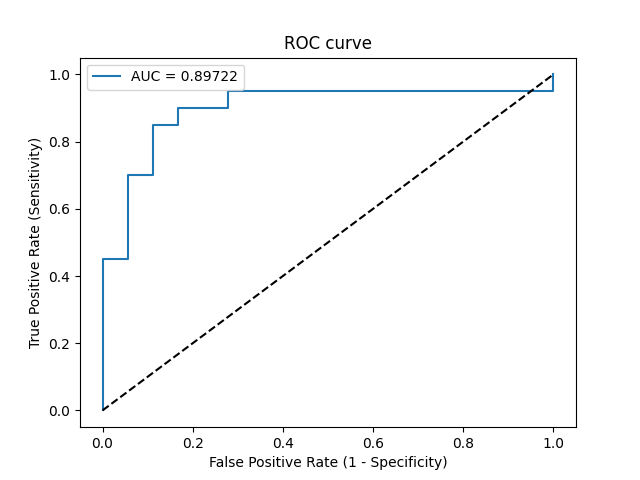 ROC curve
AUC = 0.89722
1.0
0.8
0.6
0.4
0.2
0.0
True Positive Rate (Sensitivity)
0.0 0.2 0.4 0.6 0.8 1.0
False Positive Rate (1 - Specificity)